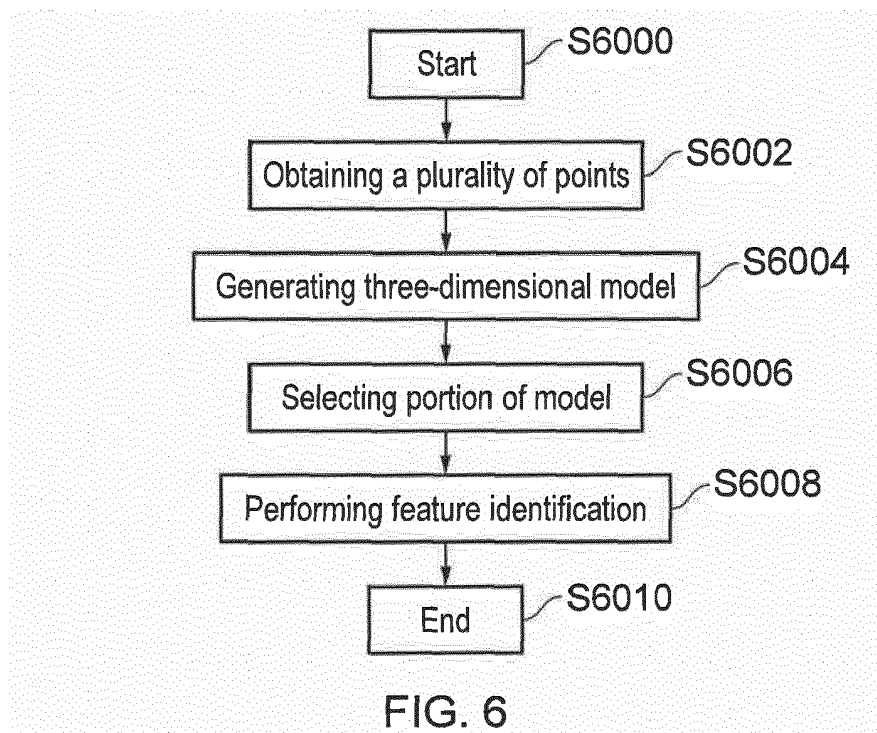 Start
S6000
Obtaining a plurality of points
S6002
Generating three-dimensional model
S6004
Selecting portion of model
S6006
Performing feature identification
S6008
End
S6010
FIG. 6